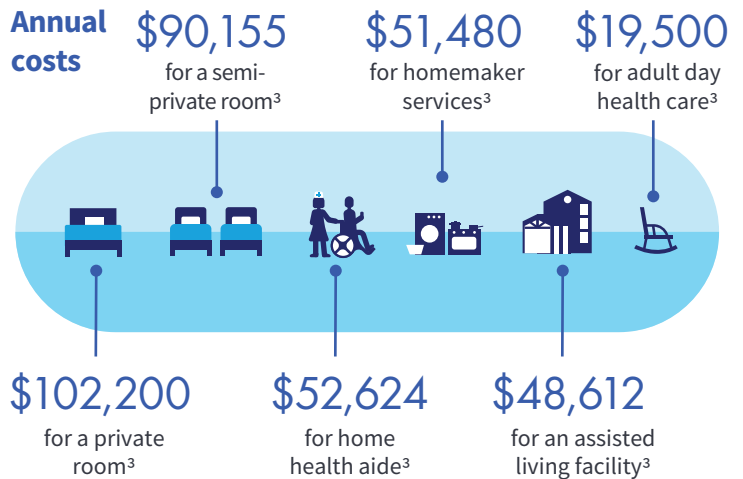 Annual
costs
$90,155
for a semi-
private room³
$51,480
for homemaker
services³
$19,500
for adult day
health care³
$102,200
for a private
room³
$52,624
for home
health aide³
$48,612
for an assisted
living facility³